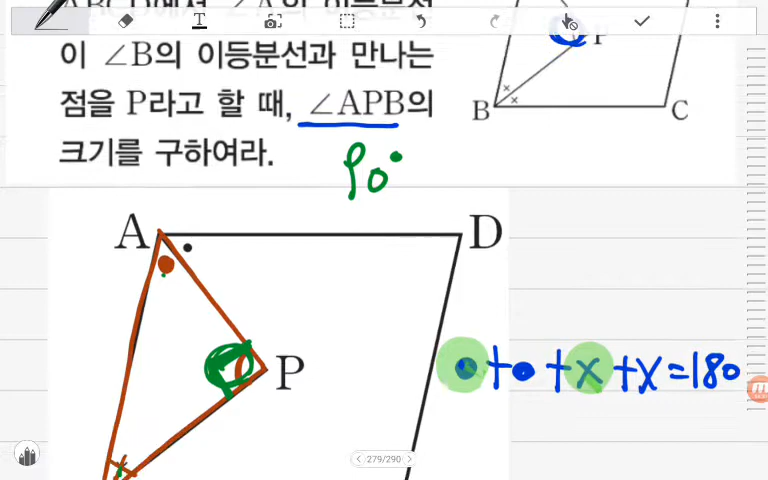 이 ∠B의 이등분선과 만나는
점을 P라고 할 때, ∠APB의
크기를 구하여라.
P
B
C
90°
A
D
P
•+•+×+×=180
279/290